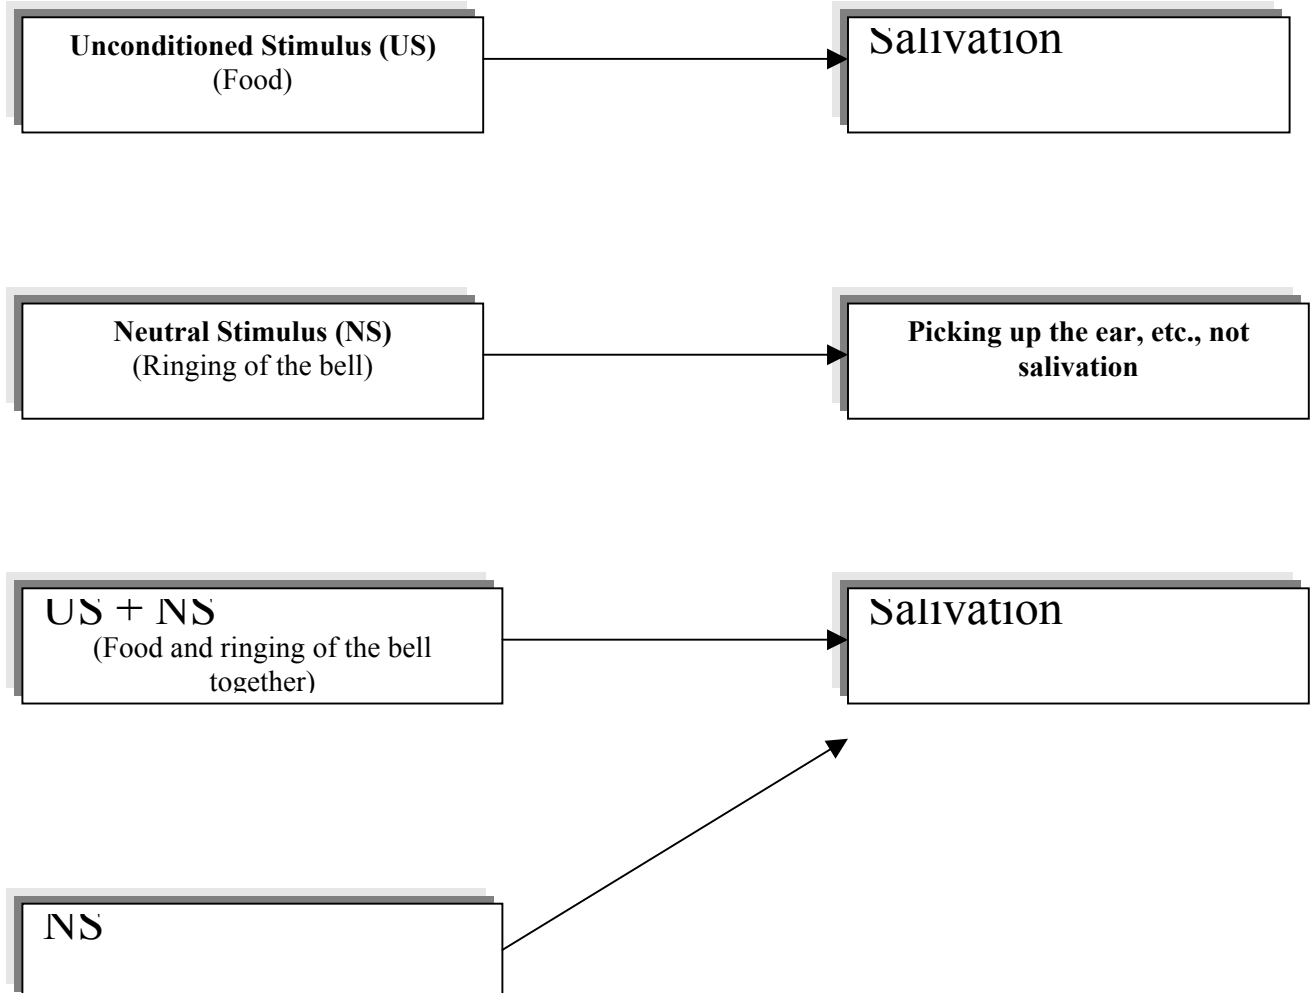 Unconditioned Stimulus (US)
(Food)
Salivation
Neutral Stimulus (NS)
(Ringing of the bell)
Picking up the ear, etc., not
salivation
US + NS
(Food and ringing of the bell
together)
Salivation
NS